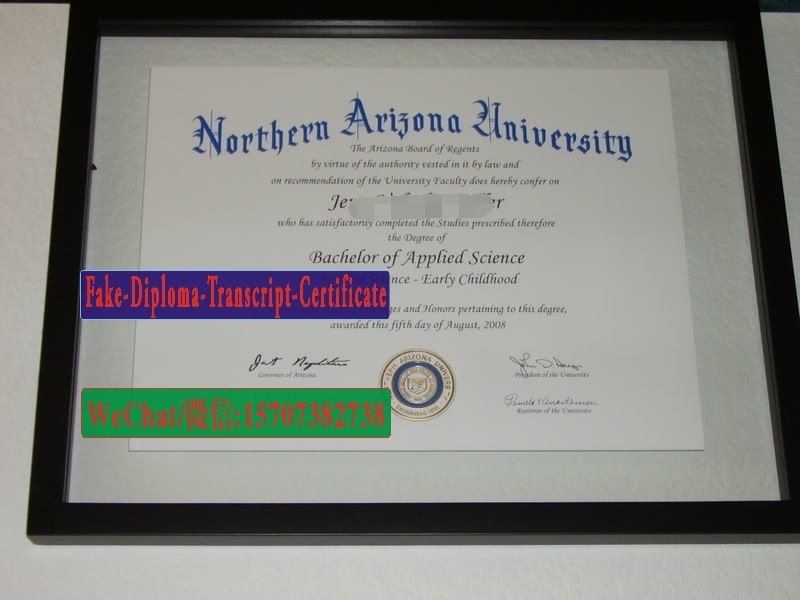 Northern Arizona University
The Arizona Board of Regents
by virtue of the authority vested in it by law and
on recommendation of the University Faculty does hereby confer on
who has satisfactorily completed the Studies prescribed therefore
the Degree of
Bachelor of Applied Science
- Early Childhood
Fake-Diploma-Transcript-Certificate
and Honors pertaining to this degree,
awarded this fifth day of August, 2008
Governor of Arizona
President of the University
WeChat/微信:15707382738
Registrar of the University